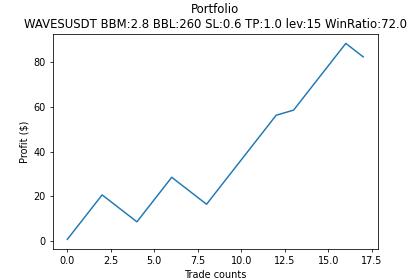 Portfolio
WAVESUSDT BBM:2.8 BBL:260 SL:0.6 TP:1.0 lev:15 WinRatio:72.0
Profit ($)
80
60
40
20
0
0.0 2.5 5.0 7.5 10.0 12.5 15.0 17.5
Trade counts